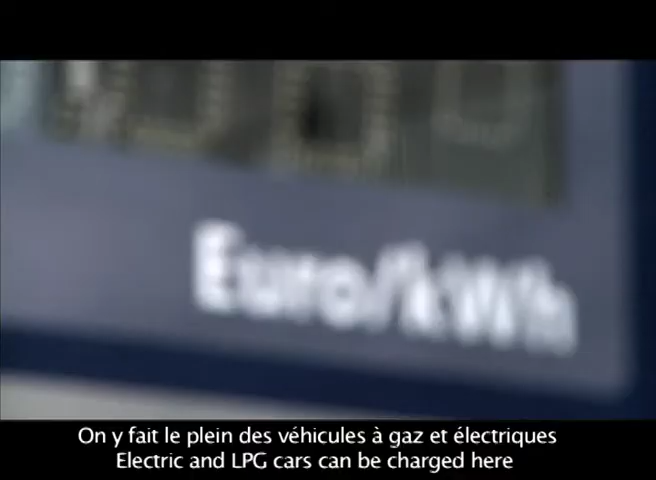 Euro/kWh
On y fait le plein des véhicules à gaz et électriques
Electric and LPG cars can be charged here